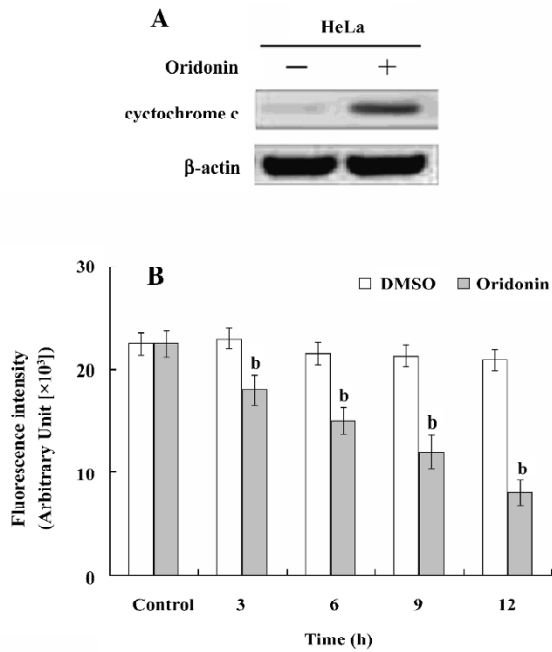 A
HeLa
Oridonin − +
cyctochrome c
β-actin
B
DMSO Oridonin
30
20
10
0
Fluorescence intensity
(Arbitrary Unit [×10³]
b b b b
Control 3 6 9 12
Time (h)